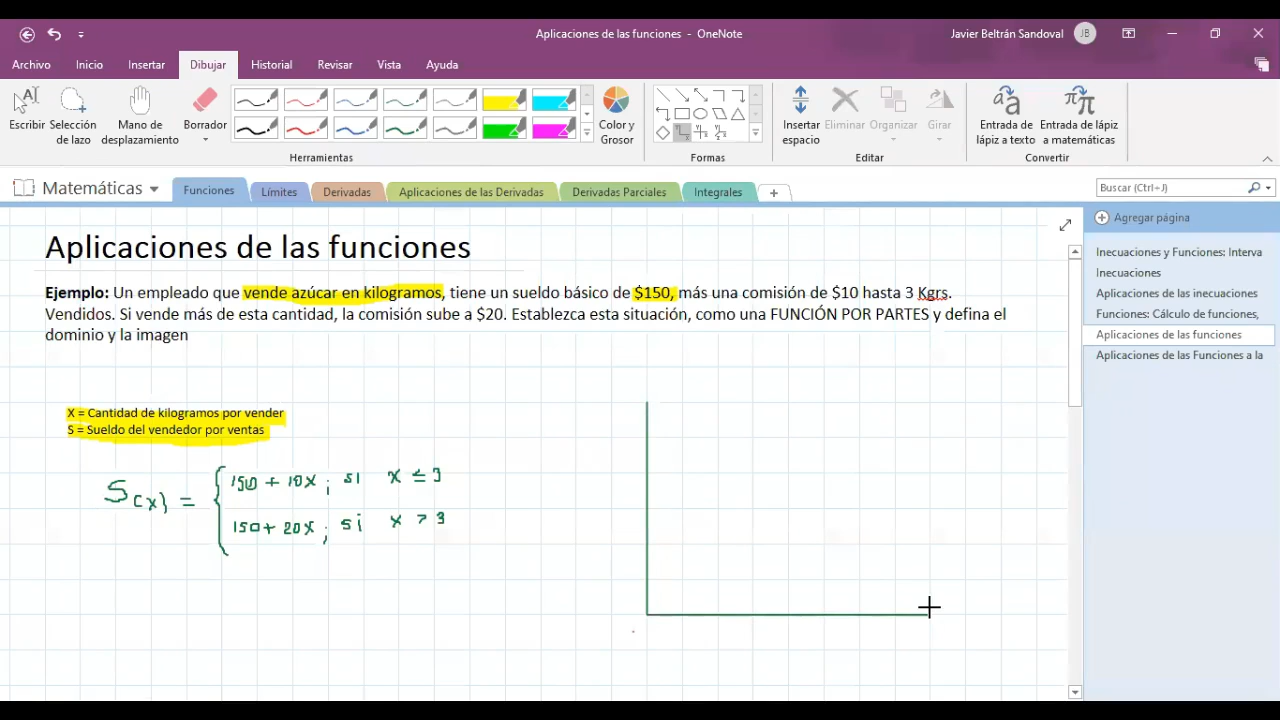 Aplicaciones de las funciones - OneNote
Javier Beltrán Sandoval JB
Archivo Inicio Insertar Dibujar Historial Revisar Vista Ayuda
Escribir Selección de lazo Mano de desplazamiento Borrador Color y Grosor Insertar espacio Eliminar Organizar Girar Entrada de lápiz a texto Entrada de lápiz a matemáticas
Herramientas Formas Editar Convertir
Matemáticas Funciones Límites Derivadas Aplicaciones de las Derivadas Derivadas Parciales Integrales Buscar (Ctrl+J)
Agregar página
Inecuaciones y Funciones: Interva
Inecuaciones
Aplicaciones de las inecuaciones
Funciones: Cálculo de funciones,
Aplicaciones de las funciones
Aplicaciones de las Funciones a la
Aplicaciones de las funciones
Ejemplo: Un empleado que vende azúcar en kilogramos, tiene un sueldo básico de $150, más una comisión de $10 hasta 3 Kgrs.
Vendidos. Si vende más de esta cantidad, la comisión sube a $20. Establezca esta situación, como una FUNCIÓN POR PARTES y defina el
dominio y la imagen
X = Cantidad de kilogramos por vender
S = Sueldo del vendedor por ventas
S(x) = { 150 + 10x ; si x ≤ 3
150 + 20x ; si x > 3